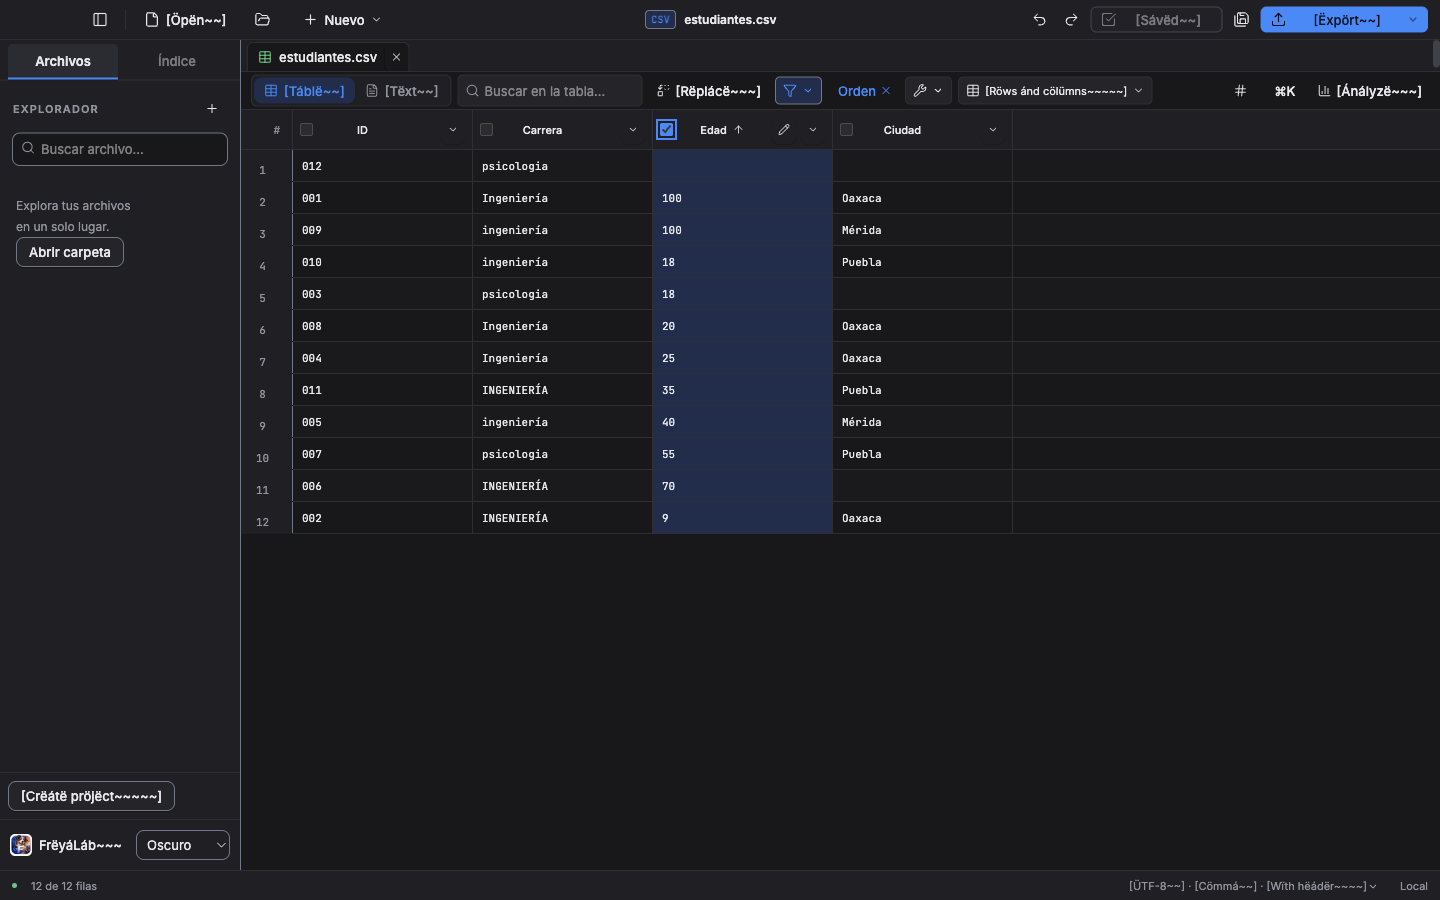 [Öpën~~]
Nuevo
CSV estudiantes.csv
[Sávëd~~]
[Ëxpört~~]
Archivos
Índice
estudiantes.csv
[Táblë~~]
[Tëxt~~]
Buscar en la tabla...
[Rëplácë~~~]
Orden
[Röws ánd cölümns~~~~~]
⌘K
[Ánályzë~~~]
EXPLORADOR
Buscar archivo...
Explora tus archivos
en un solo lugar.
Abrir carpeta
# ID Carrera Edad ↑ Ciudad
1 012 psicologia
2 001 Ingeniería 100 Oaxaca
3 009 ingeniería 100 Mérida
4 010 ingeniería 18 Puebla
5 003 psicologia 18
6 008 Ingeniería 20 Oaxaca
7 004 Ingeniería 25 Oaxaca
8 011 INGENIERÍA 35 Puebla
9 005 ingeniería 40 Mérida
10 007 psicologia 55 Puebla
11 006 INGENIERÍA 70
12 002 INGENIERÍA 9 Oaxaca
[Crëátë pröjëct~~~~~]
FrëyáLáb~~~
Oscuro
12 de 12 filas
[ÜTF-8~~] · [Cömmá~~] · [Wïth hëádër~~~~]
Local